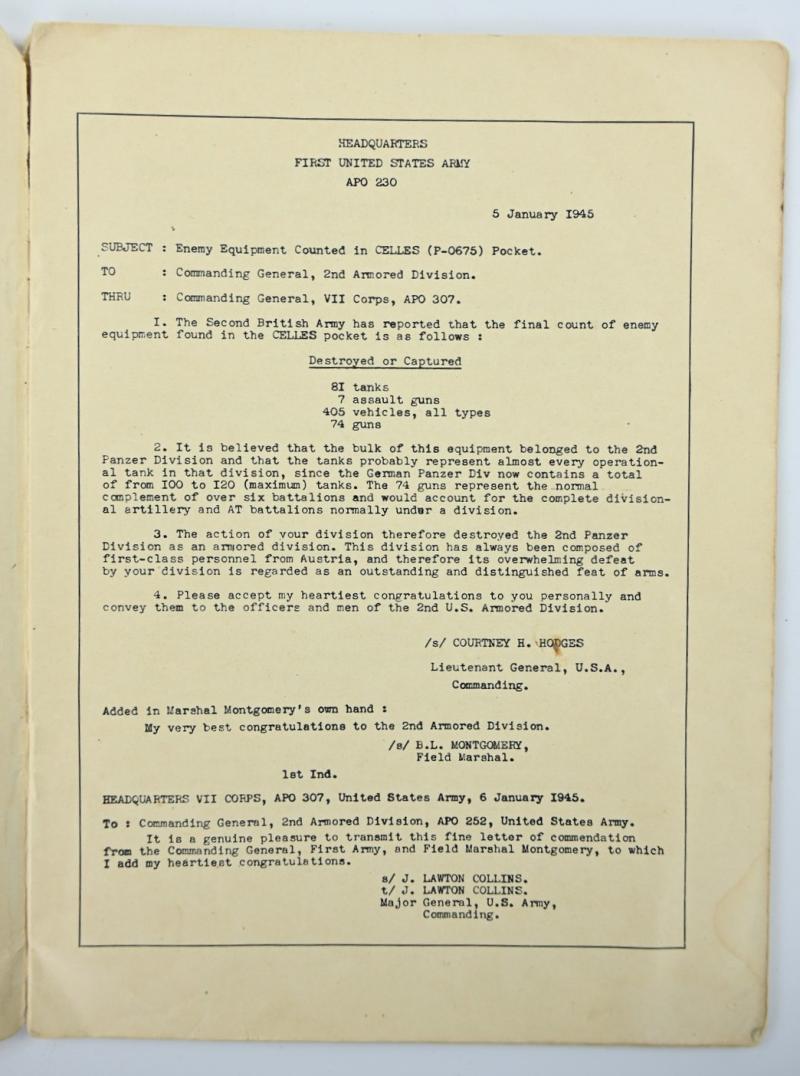 HEADQUARTERS
FIRST UNITED STATES ARMY
APO 230
5 January I945
SUBJECT : Enemy Equipment Counted in CELLES (P-0675) Pocket.
TO : Commanding General, 2nd Armored Division.
THRU : Commanding General, VII Corps, APO 307.
I. The Second British Army has reported that the final count of enemy
equipment found in the CELLES pocket is as follows :
Destroyed or Captured
8I tanks
7 assault guns
405 vehicles, all types
74 guns
2. It is believed that the bulk of this equipment belonged to the 2nd
Panzer Division and that the tanks probably represent almost every operation-
al tank in that division, since the German Panzer Div now contains a total
of from I00 to I20 (maximum) tanks. The 74 guns represent the normal
complement of over six battalions and would account for the complete division-
al artillery and AT battalions normally under a division.
3. The action of your division therefore destroyed the 2nd Panzer
Division as an armored division. This division has always been composed of
first-class personnel from Austria, and therefore its overwhelming defeat
by your division is regarded as an outstanding and distinguished feat of arms.
4. Please accept my heartiest congratulations to you personally and
convey them to the officers and men of the 2nd U.S. Armored Division.
/s/ COURTNEY H. HODGES
Lieutenant General, U.S.A.,
Commanding.
Added in Marshal Montgomery's own hand :
My very best congratulations to the 2nd Armored Division.
/s/ B.L. MONTGOMERY,
Field Marshal.
1st Ind.
HEADQUARTERS VII CORPS, APO 307, United States Army, 6 January 1945.
To : Commanding General, 2nd Armored Division, APO 252, United States Army.
It is a genuine pleasure to transmit this fine letter of commendation
from the Commanding General, First Army, and Field Marshal Montgomery, to which
I add my heartiest congratulations.
s/ J. LAWTON COLLINS.
t/ J. LAWTON COLLINS.
Major General, U.S. Army,
Commanding.